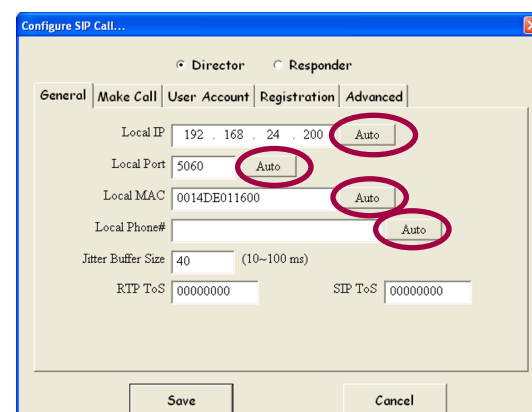 Configure SIP Call...
Director Responder
General Make Call User Account Registration Advanced
Local IP 192 . 168 . 24 . 200 Auto
Local Port 5060 Auto
Local MAC 0014DE011600 Auto
Local Phone# Auto
Jitter Buffer Size 40 (10~100 ms)
RTP ToS 00000000 SIP ToS 00000000
Save Cancel